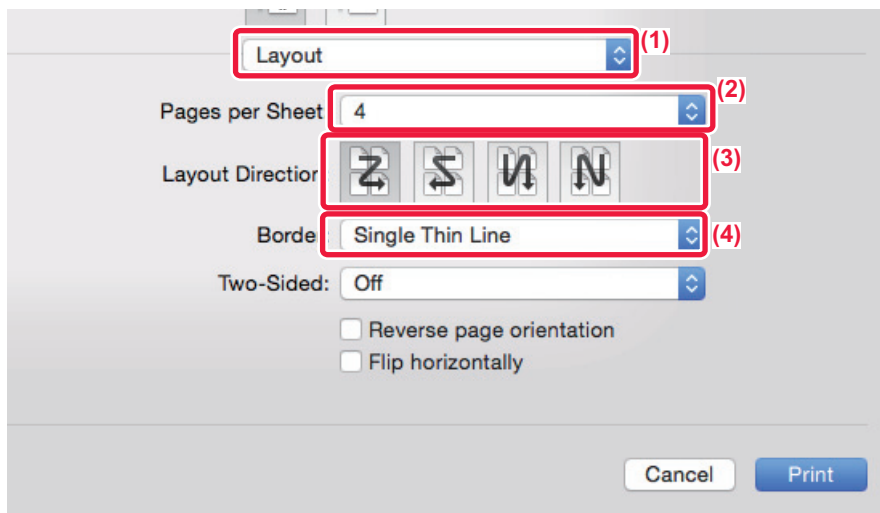 Layout (1)
Pages per Sheet 4 (2)
Layout Direction (3)
Borde : Single Thin Line (4)
Two-Sided: Off
Reverse page orientation
Flip horizontally
Cancel Print